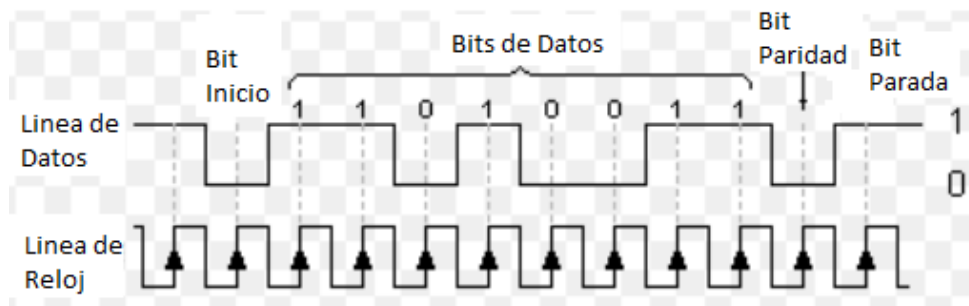 Bit
Inicio
Bits de Datos
Bit
Paridad
Bit
Parada
1 1 0 1 0 0 1 1
Linea de
Datos
1
0
Linea de
Reloj